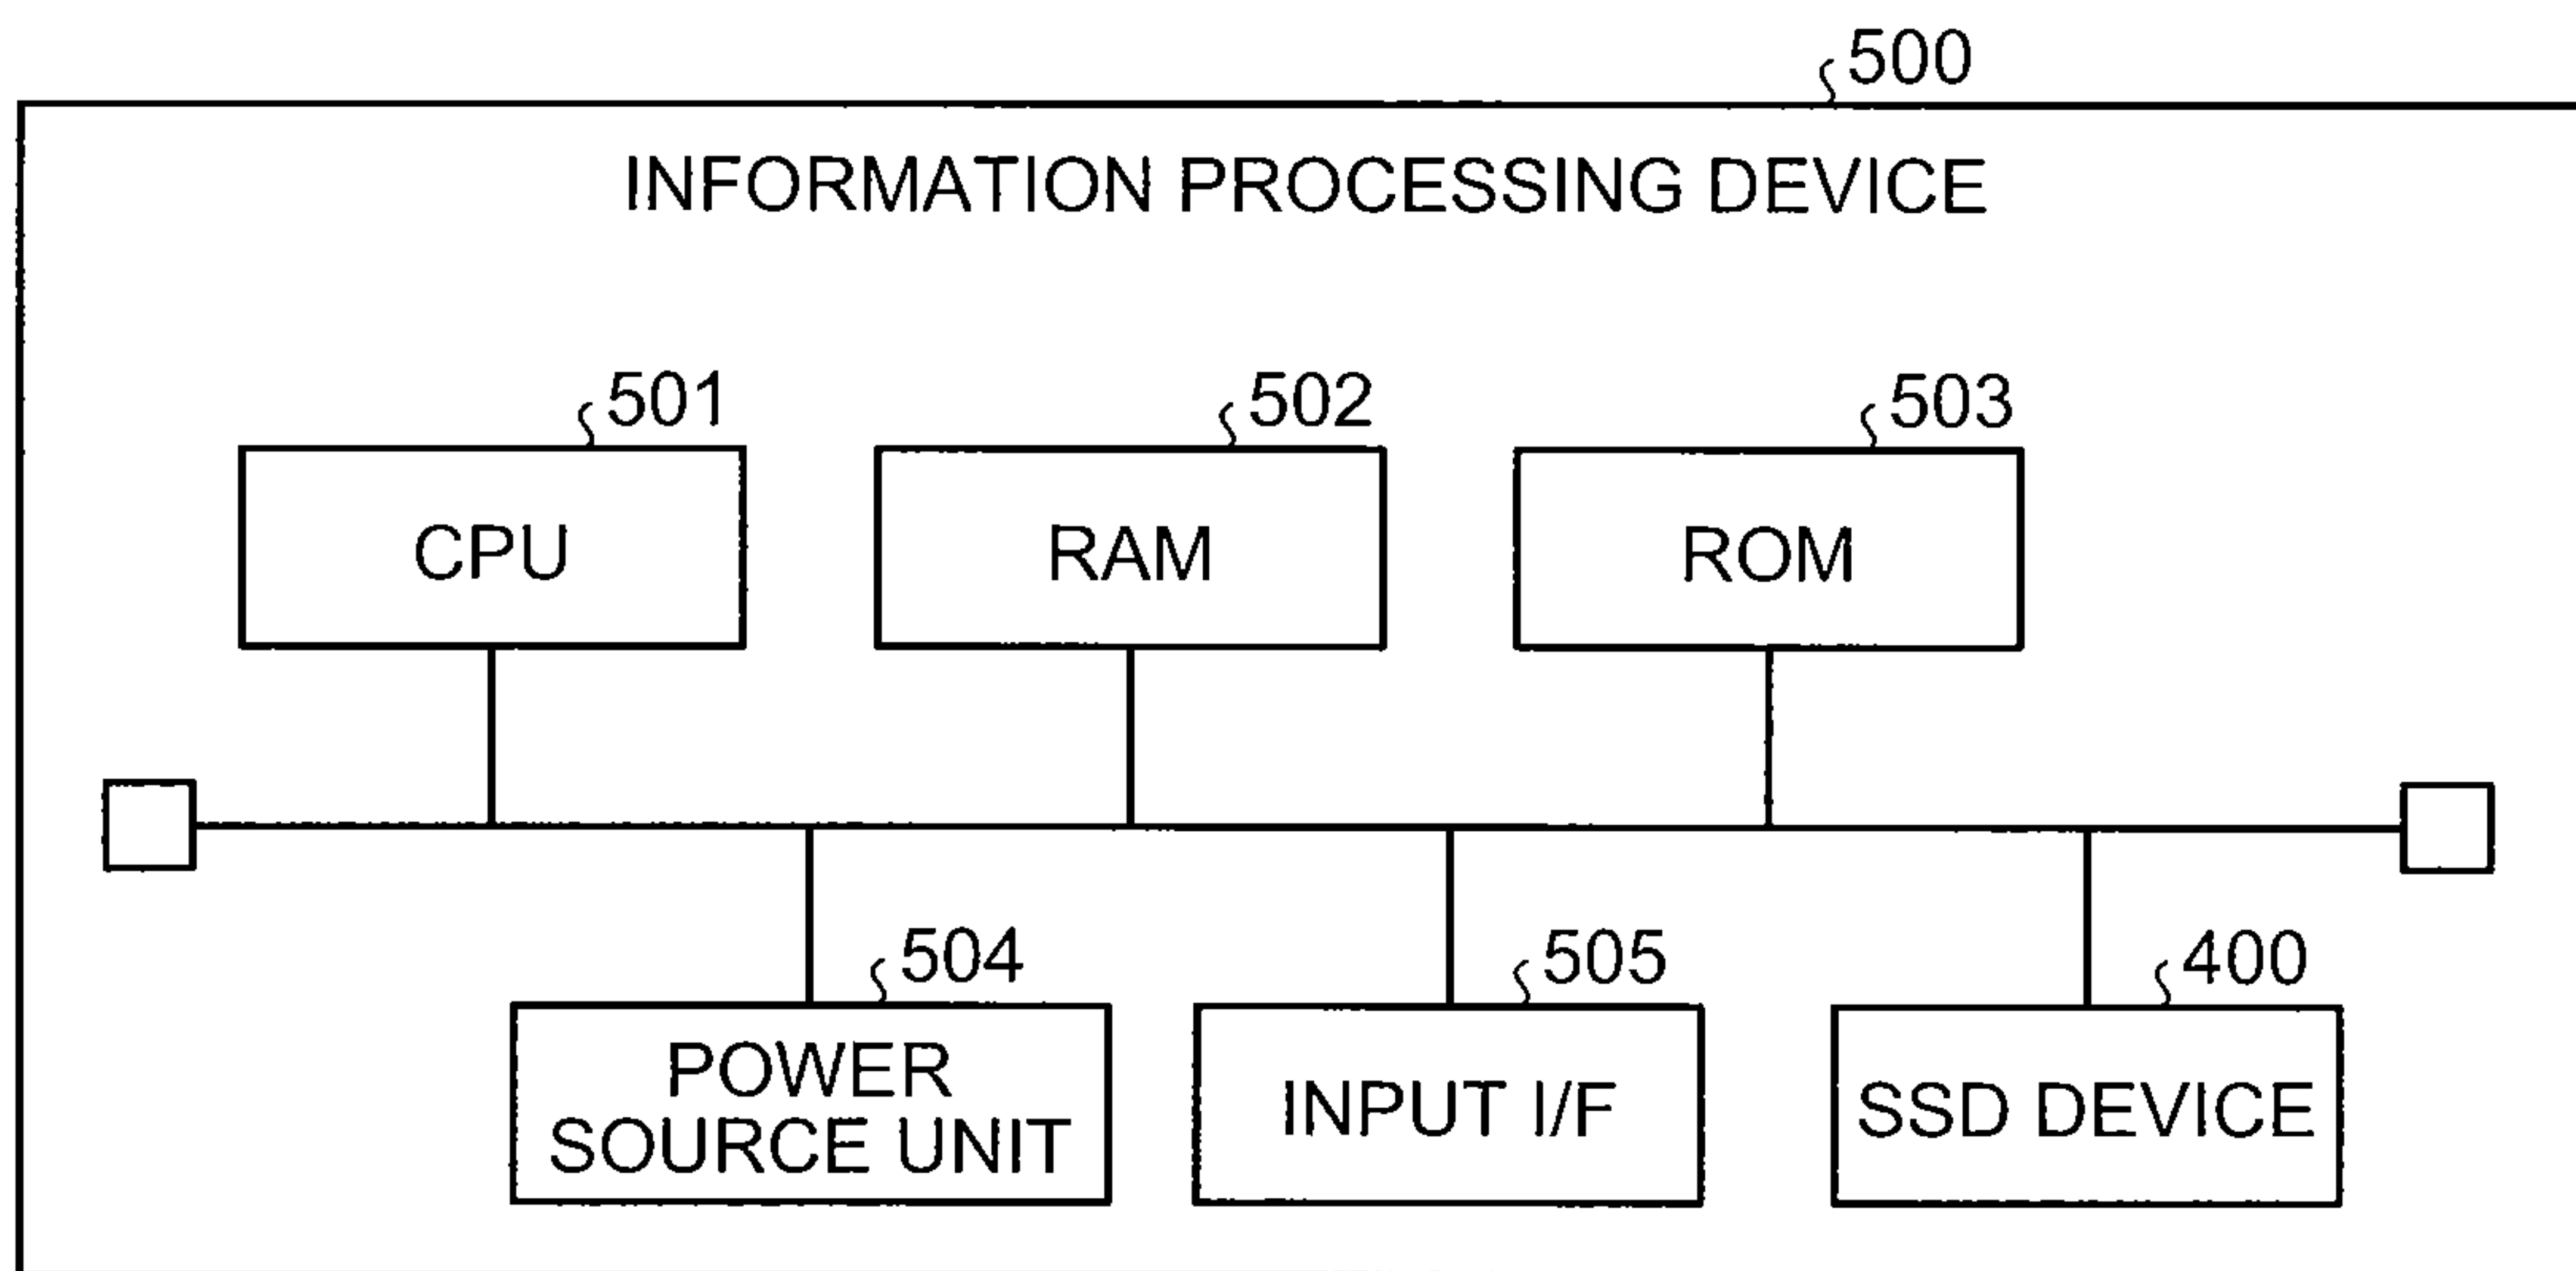 500
INFORMATION PROCESSING DEVICE
501
502
503
CPU
RAM
ROM
504
505
400
POWER
SOURCE UNIT
INPUT I/F
SSD DEVICE